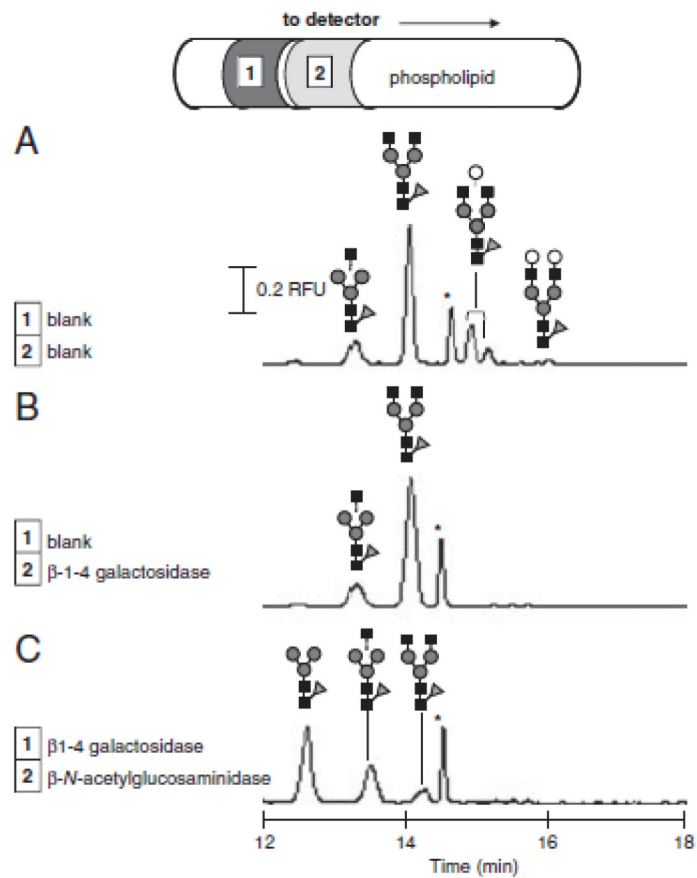 to detector
1
2
phospholipid
A
*
0.2 RFU
1 blank
2 blank
B
*
1 blank
2 β-1-4 galactosidase
C
*
1 β1-4 galactosidase
2 β-N-acetylglucosaminidase
12 14 16 18
Time (min)